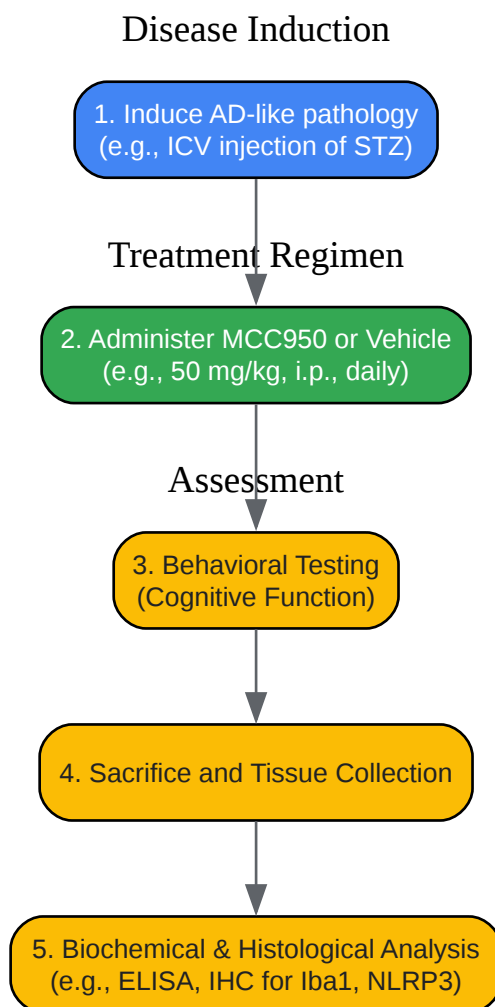 Disease Induction
1. Induce AD-like pathology
(e.g., ICV injection of STZ)
Treatment Regimen
2. Administer MCC950 or Vehicle
(e.g., 50 mg/kg, i.p., daily)
Assessment
3. Behavioral Testing
(Cognitive Function)
4. Sacrifice and Tissue Collection
5. Biochemical & Histological Analysis
(e.g., ELISA, IHC for Iba1, NLRP3)